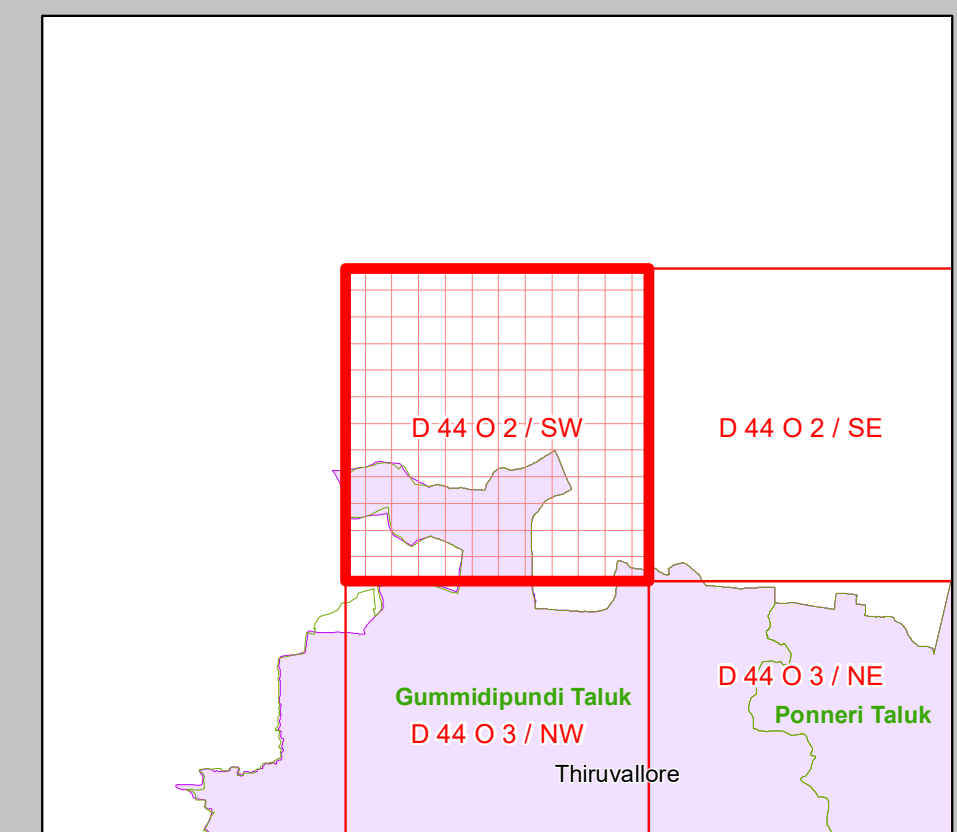 D 44 O 2 / SW
D 44 O 2 / SE
D 44 O 3 / NE
Gummidipundi Taluk
Ponneri Taluk
D 44 O 3 / NW
Thiruvallore